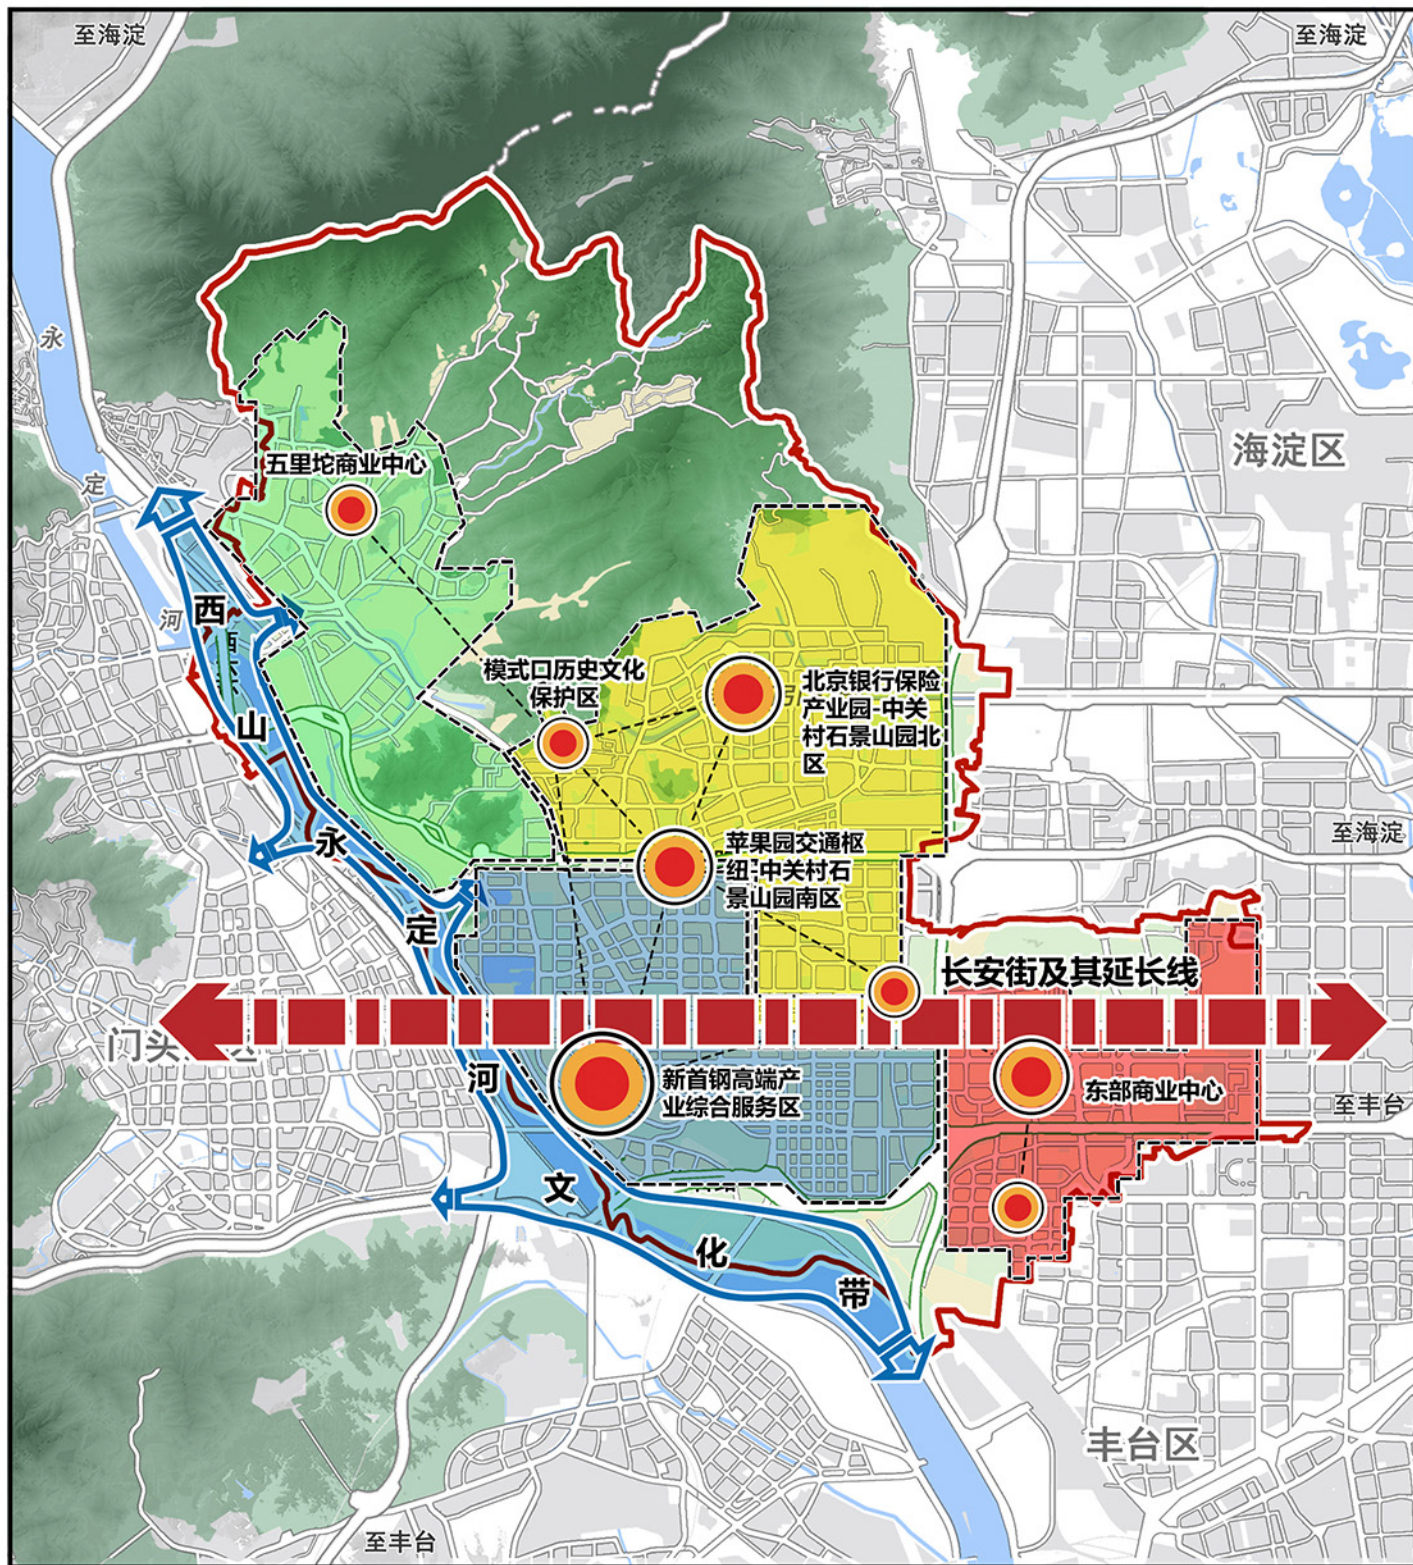 至海淀
至海淀
永
定
河
海淀区
五里坨商业中心
模式口历史文化
保护区
北京银行保险
产业园-中关
村石景山园北
区
至海淀
苹果园交通枢
纽-中关村石
景山园南区
西
山
永
定
河
文
化
带
长安街及其延长线
门头
新首钢高端产
业综合服务区
东部商业中心
至丰台
丰台区
至丰台